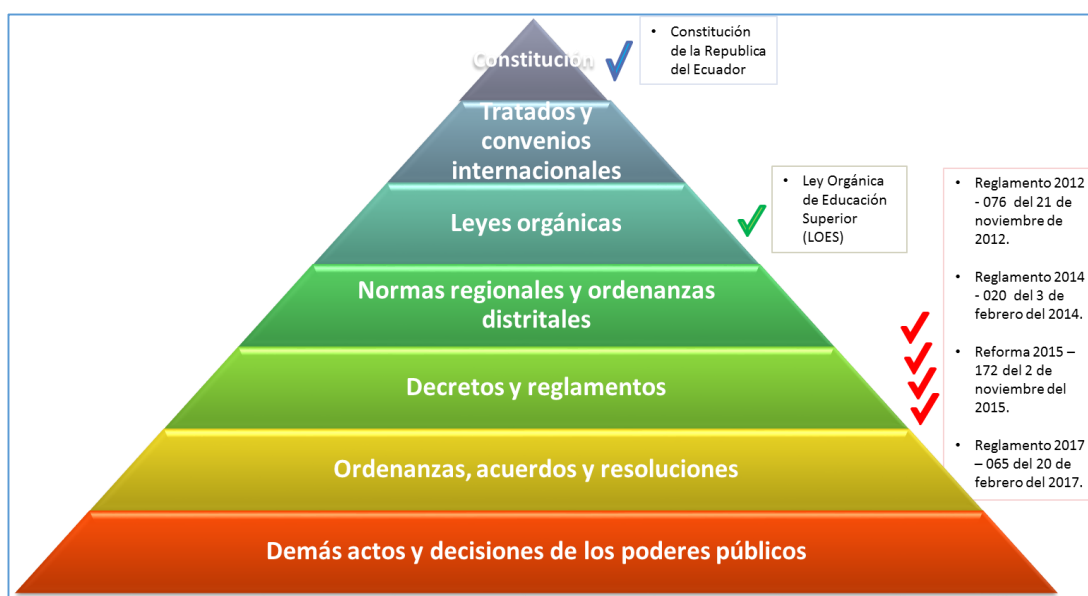 Constitución
• Constitución
de la Republica
del Ecuador
Tratados y
convenios
internacionales
Leyes orgánicas
• Ley Orgánica
de Educación
Superior
(LOES)
Normas regionales y ordenanzas
distritales
Decretos y reglamentos
• Reglamento 2012
- 076 del 21 de
noviembre de
2012.
• Reglamento 2014
- 020 del 3 de
febrero del 2014.
• Reforma 2015 –
172 del 2 de
noviembre del
2015.
• Reglamento 2017
– 065 del 20 de
febrero del 2017.
Ordenanzas, acuerdos y resoluciones
Demás actos y decisiones de los poderes públicos